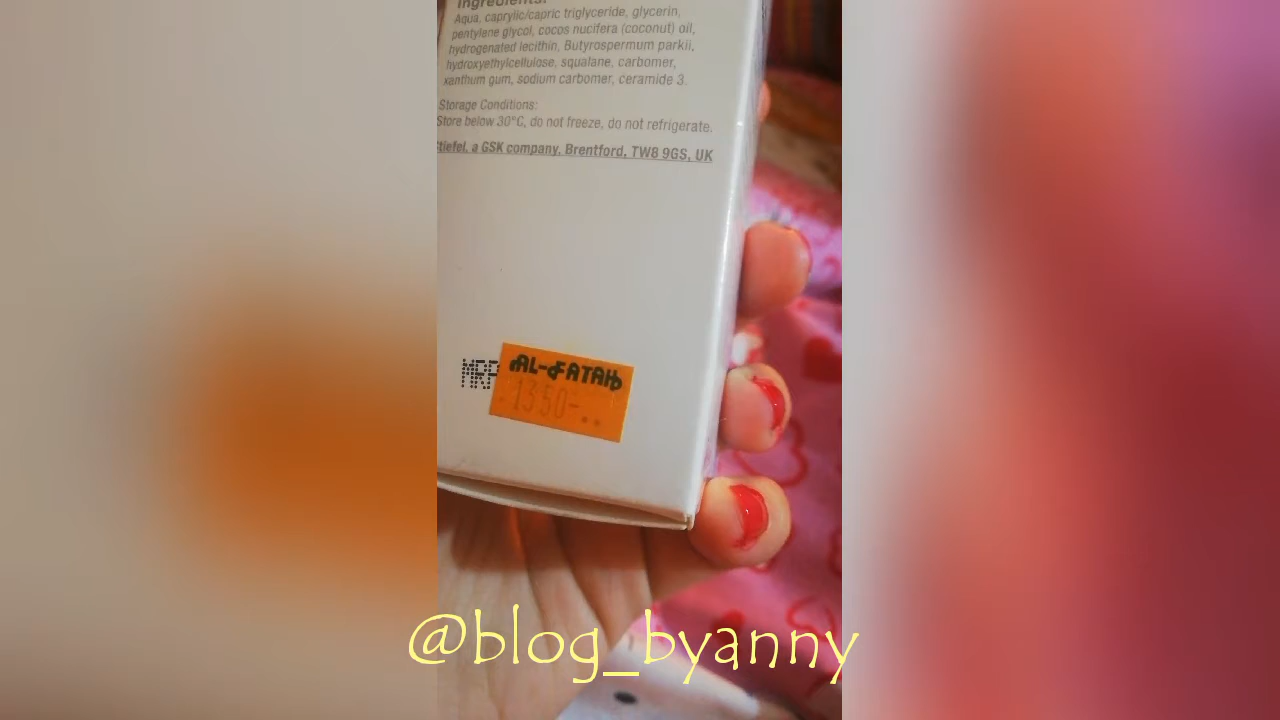 Ingredients:
Aqua, caprylic/capric triglyceride, glycerin,
pentylene glycol, cocos nucifera (coconut) oil,
hydrogenated lecithin, Butyrospermum parkii,
hydroxyethylcellulose, squalane, carbomer,
xanthum gum, sodium carbomer, ceramide 3.
Storage Conditions:
Store below 30°C, do not freeze, do not refrigerate.
Stiefel, a GSK company, Brentford, TW8 9GS, UK
AL-FATAH
1350-..
@blog_byanny